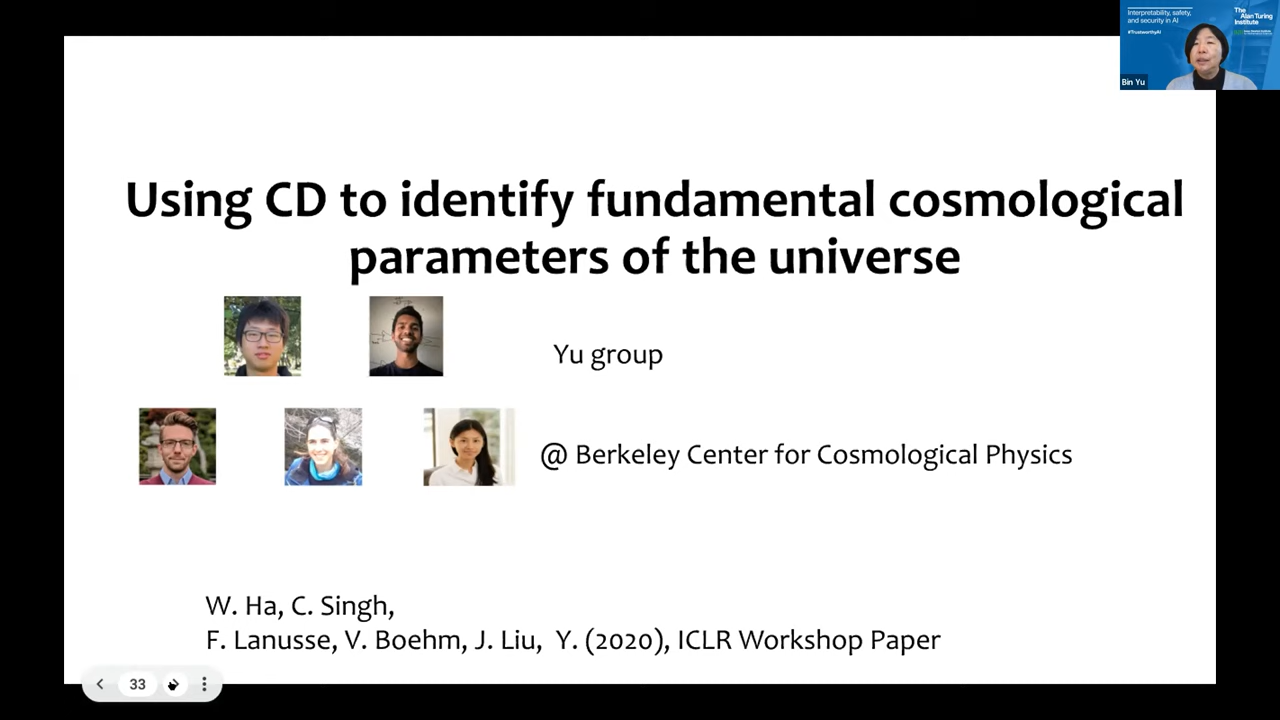 Interpretability, safety,
and security in AI
#TrustworthyAI
The
Alan Turing
Institute
Bin Yu
Using CD to identify fundamental cosmological
parameters of the universe
Yu group
@ Berkeley Center for Cosmological Physics
W. Ha, C. Singh,
F. Lanusse, V. Boehm, J. Liu, Y. (2020), ICLR Workshop Paper
33